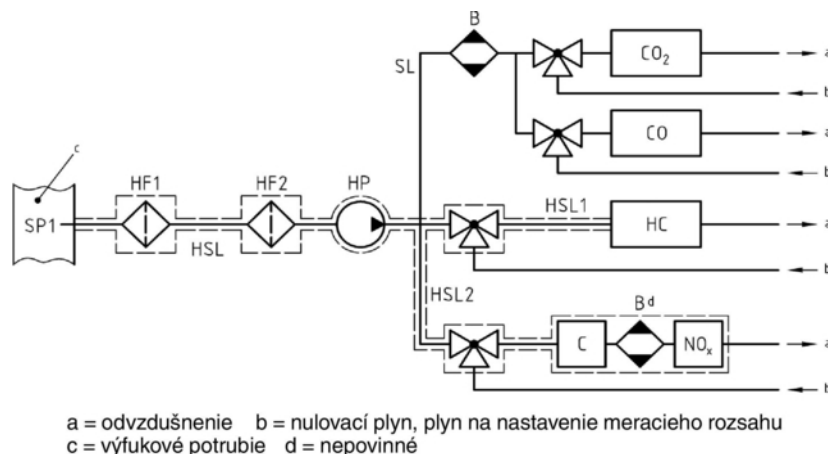 B
SL
CO₂
a
b
c
CO
a
b
HF1
HF2
HP
SP1
HSL
HSL1
HC
a
b
HSL2
Bᵈ
C
NOₓ
a
b
a = odvzdušnenie b = nulovací plyn, plyn na nastavenie meracieho rozsahu
c = výfukové potrubie d = nepovinné